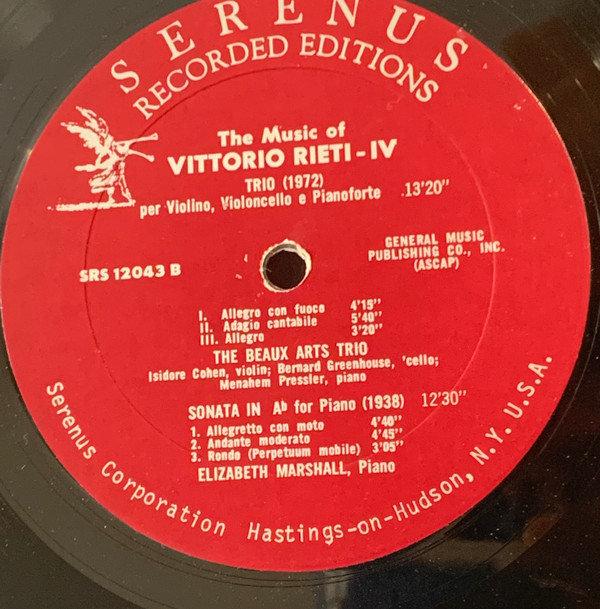 SERENUS
RECORDED EDITIONS
The Music of
VITTORIO RIETI - IV
TRIO (1972)
per Violino, Violoncello e Pianoforte 13'20"
GENERAL MUSIC
PUBLISHING CO., INC.
(ASCAP)
SRS 12043 B
I. Allegro con fuoco 4'15"
II. Adagio cantabile 5'40"
III. Allegro 3'20"
THE BEAUX ARTS TRIO
Isidore Cohen, violin; Bernard Greenhouse, 'cello;
Menahem Pressler, piano
SONATA IN A♭ for Piano (1938) 12'30"
1. Allegretto con moto 4'40"
2. Andante moderato 4'45"
3. Rondo (Perpetuum mobile) 3'05"
ELIZABETH MARSHALL, Piano
Serenus Corporation Hastings-on-Hudson, N.Y. U.S.A.